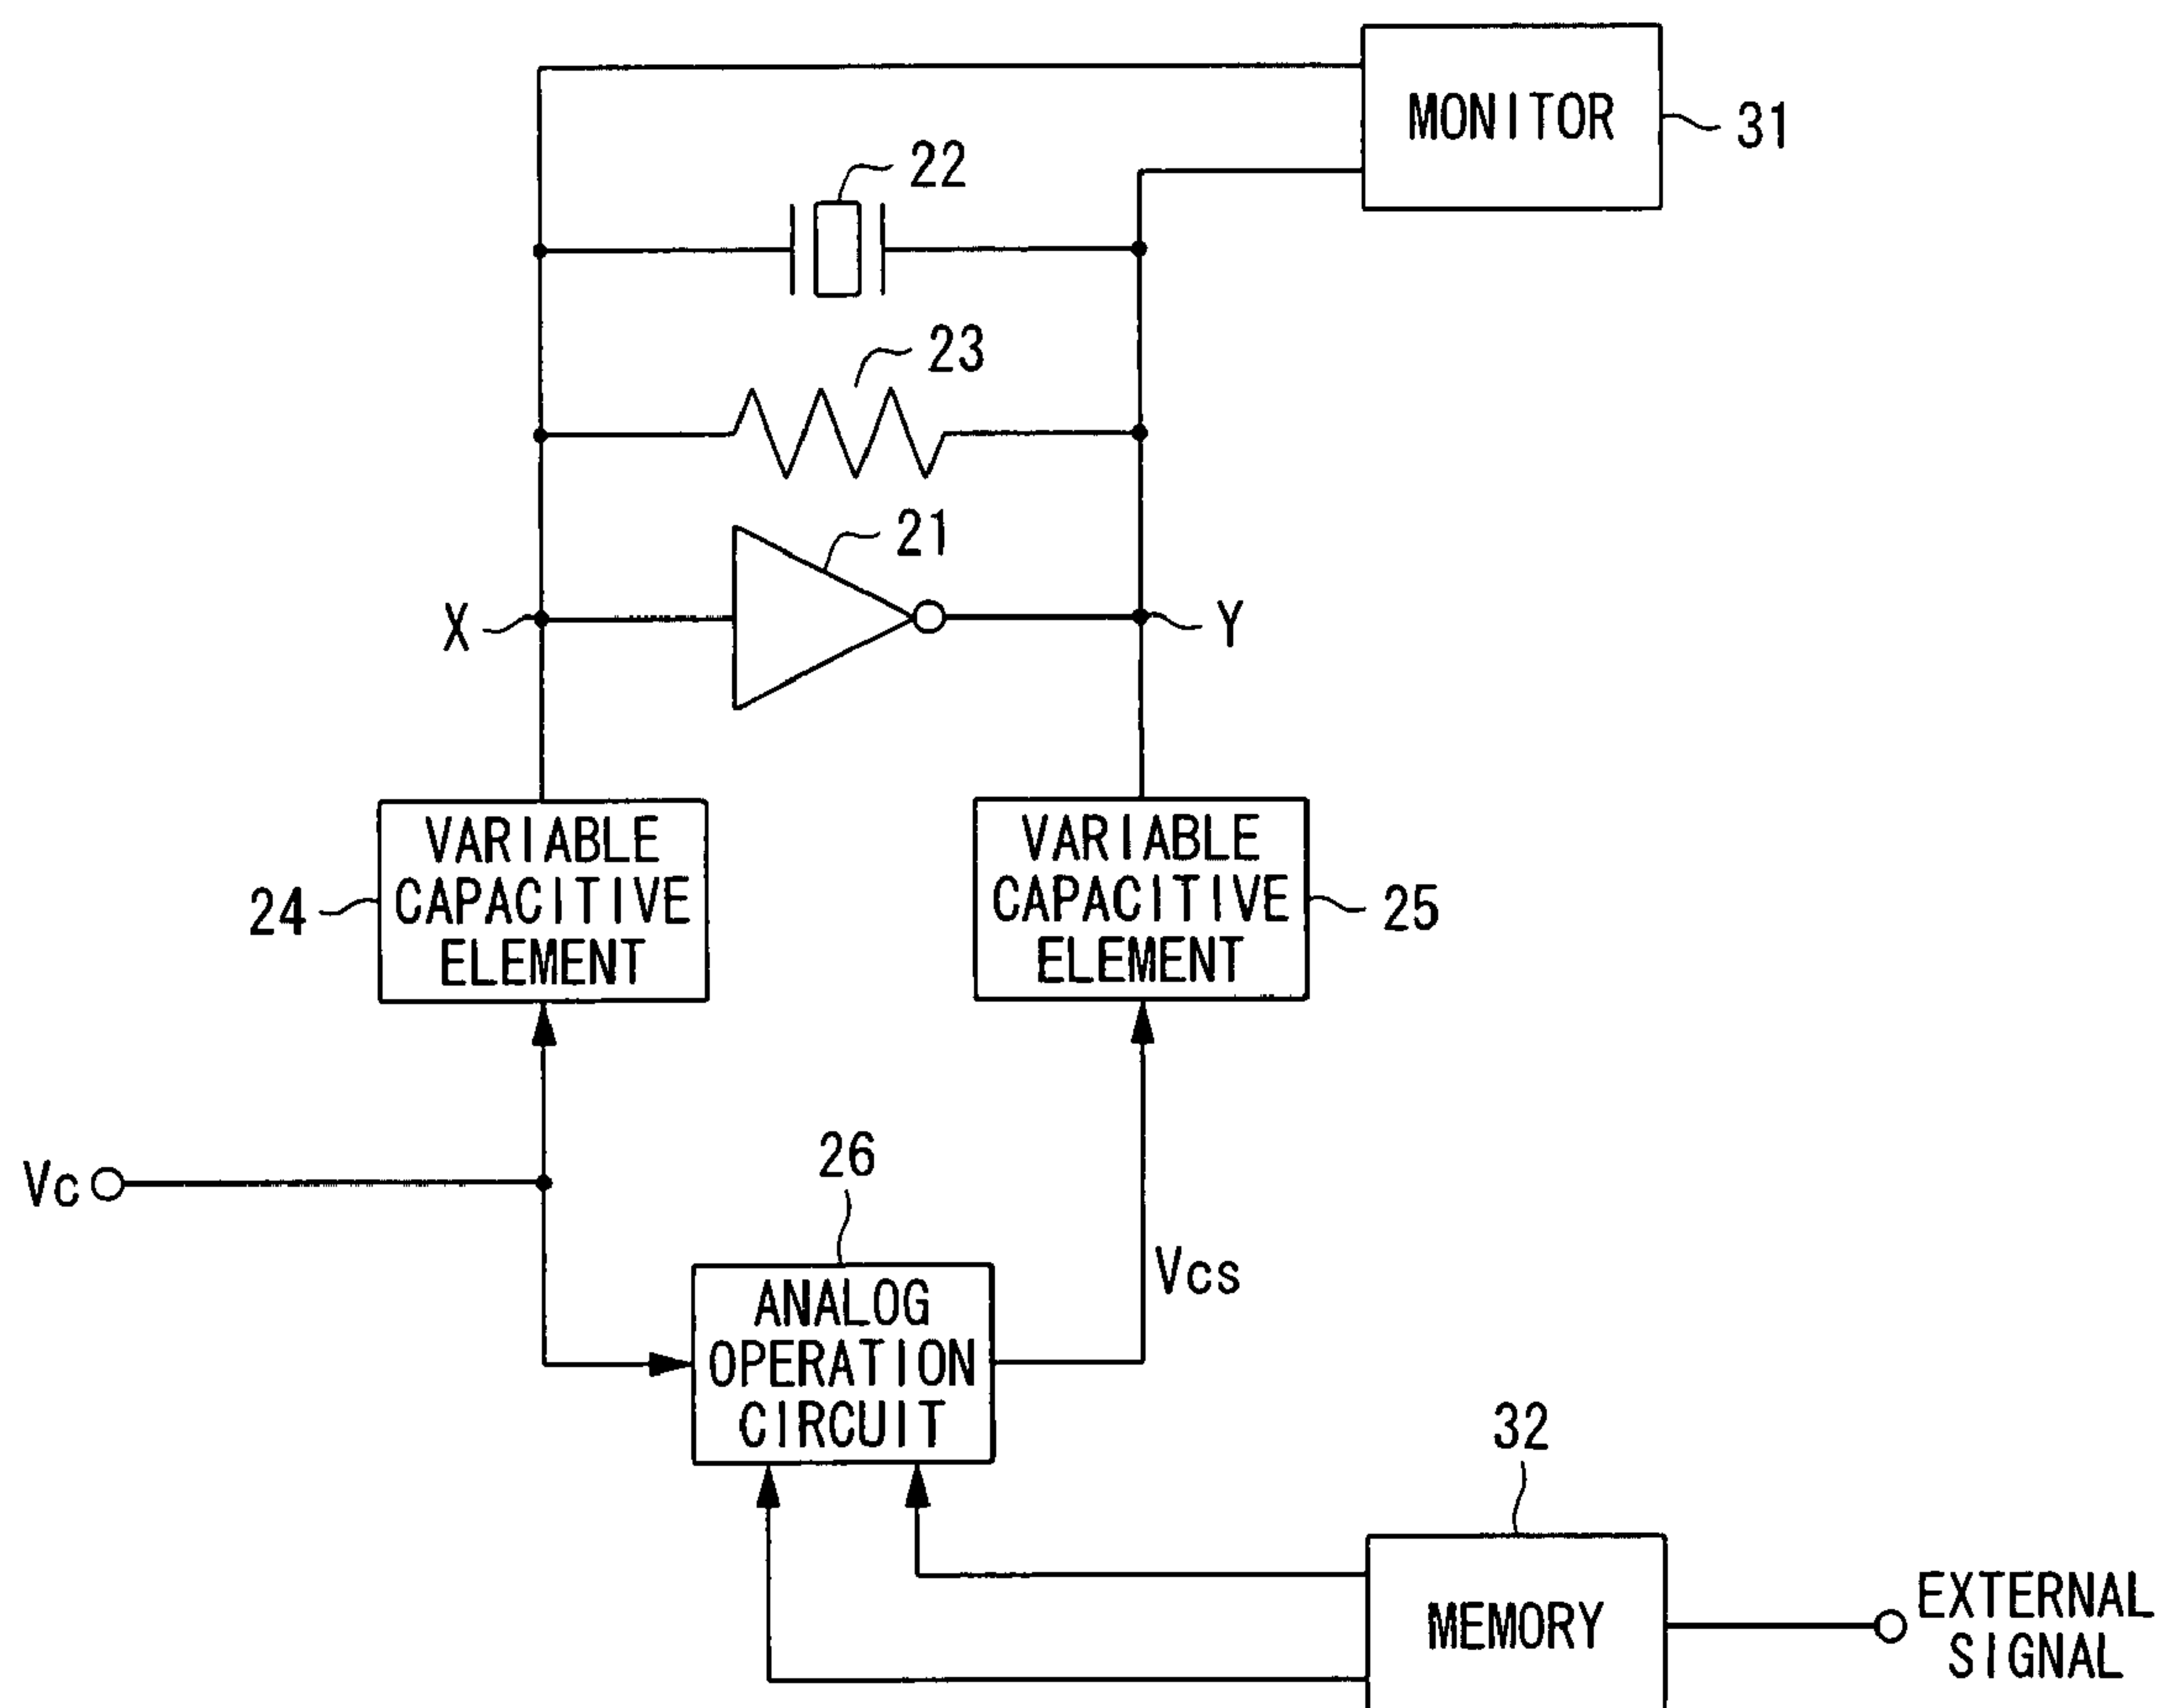 MONITOR
31
22
23
21
X
Y
VARIABLE
CAPACITIVE
ELEMENT
24
VARIABLE
CAPACITIVE
ELEMENT
25
Vc
26
Vcs
ANALOG
OPERATION
CIRCUIT
32
MEMORY
EXTERNAL
SIGNAL